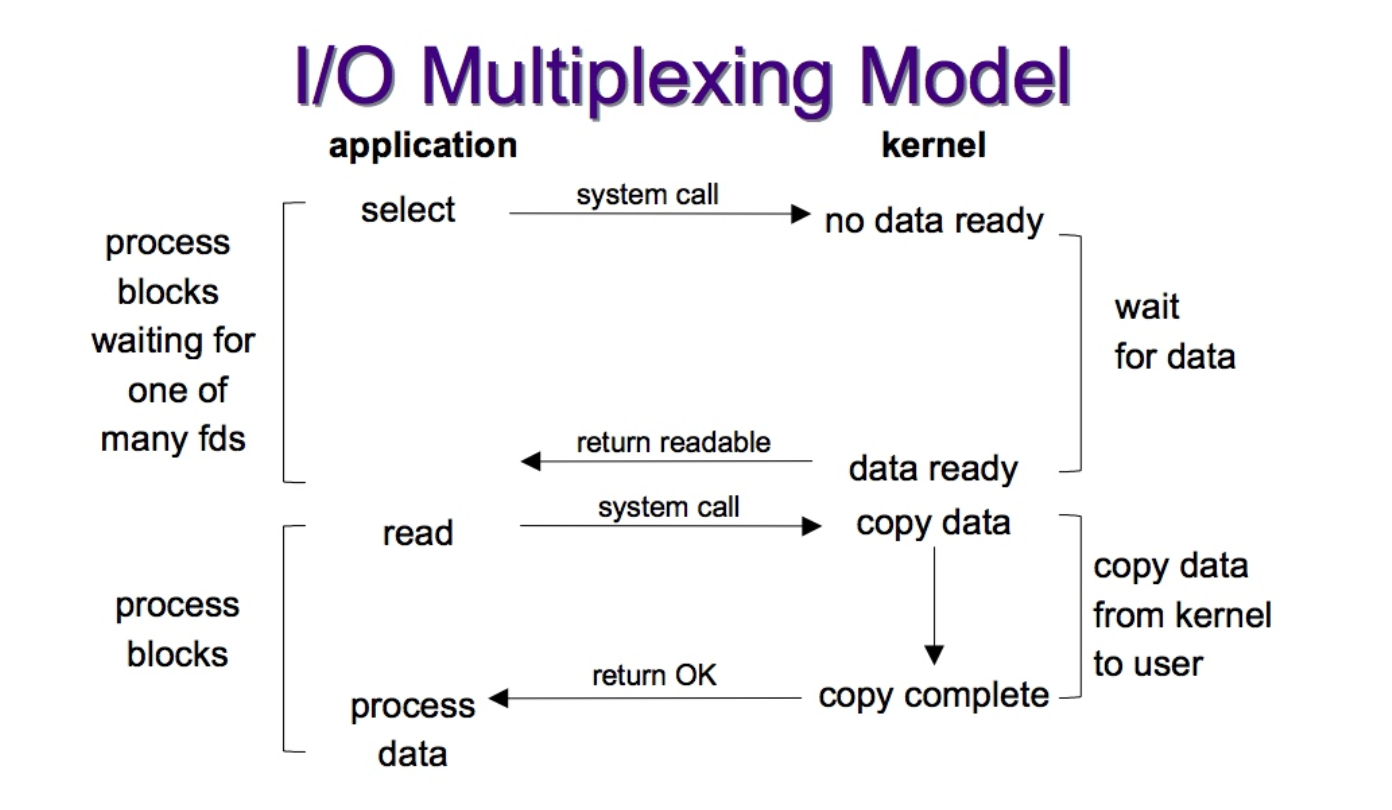 I/O Multiplexing Model
application
kernel
select
system call
no data ready
process
blocks
waiting for
one of
many fds
wait
for data
return readable
data ready
read
system call
copy data
process
blocks
copy data
from kernel
to user
return OK
copy complete
process
data